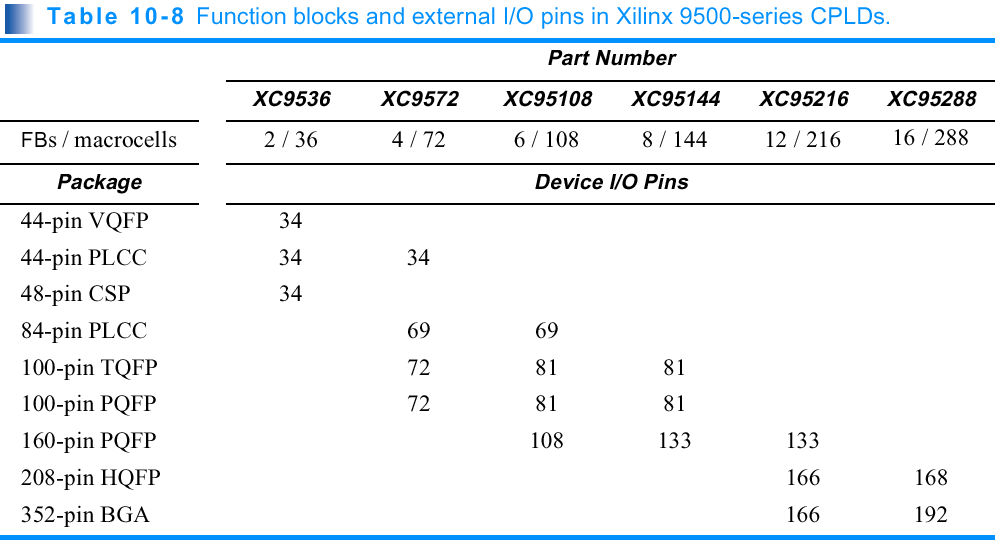 Table 10-8 Function blocks and external I/O pins in Xilinx 9500-series CPLDs.
Part Number
XC9536 XC9572 XC95108 XC95144 XC95216 XC95288
FBs / macrocells 2 / 36 4 / 72 6 / 108 8 / 144 12 / 216 16 / 288
Package Device I/O Pins
44-pin VQFP 34
44-pin PLCC 34 34
48-pin CSP 34
84-pin PLCC 69 69
100-pin TQFP 72 81 81
100-pin PQFP 72 81 81
160-pin PQFP 108 133 133
208-pin HQFP 166 168
352-pin BGA 166 192